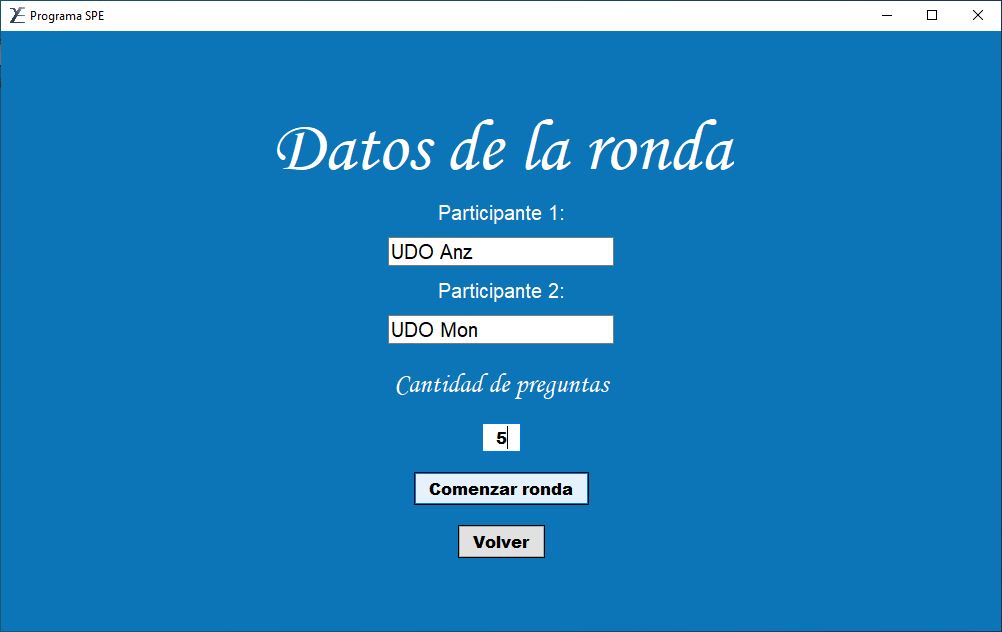 Programa SPE
Datos de la ronda
Participante 1:
UDO Anz
Participante 2:
UDO Mon
Cantidad de preguntas
5
Comenzar ronda
Volver